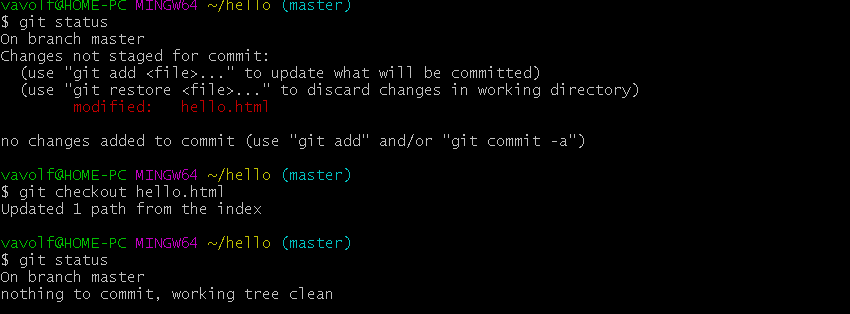 vavolf@HOME-PC MINGW64 ~/hello (master)
$ git status
On branch master
Changes not staged for commit:
  (use "git add <file>..." to update what will be committed)
  (use "git restore <file>..." to discard changes in working directory)
        modified:   hello.html

no changes added to commit (use "git add" and/or "git commit -a")

vavolf@HOME-PC MINGW64 ~/hello (master)
$ git checkout hello.html
Updated 1 path from the index

vavolf@HOME-PC MINGW64 ~/hello (master)
$ git status
On branch master
nothing to commit, working tree clean